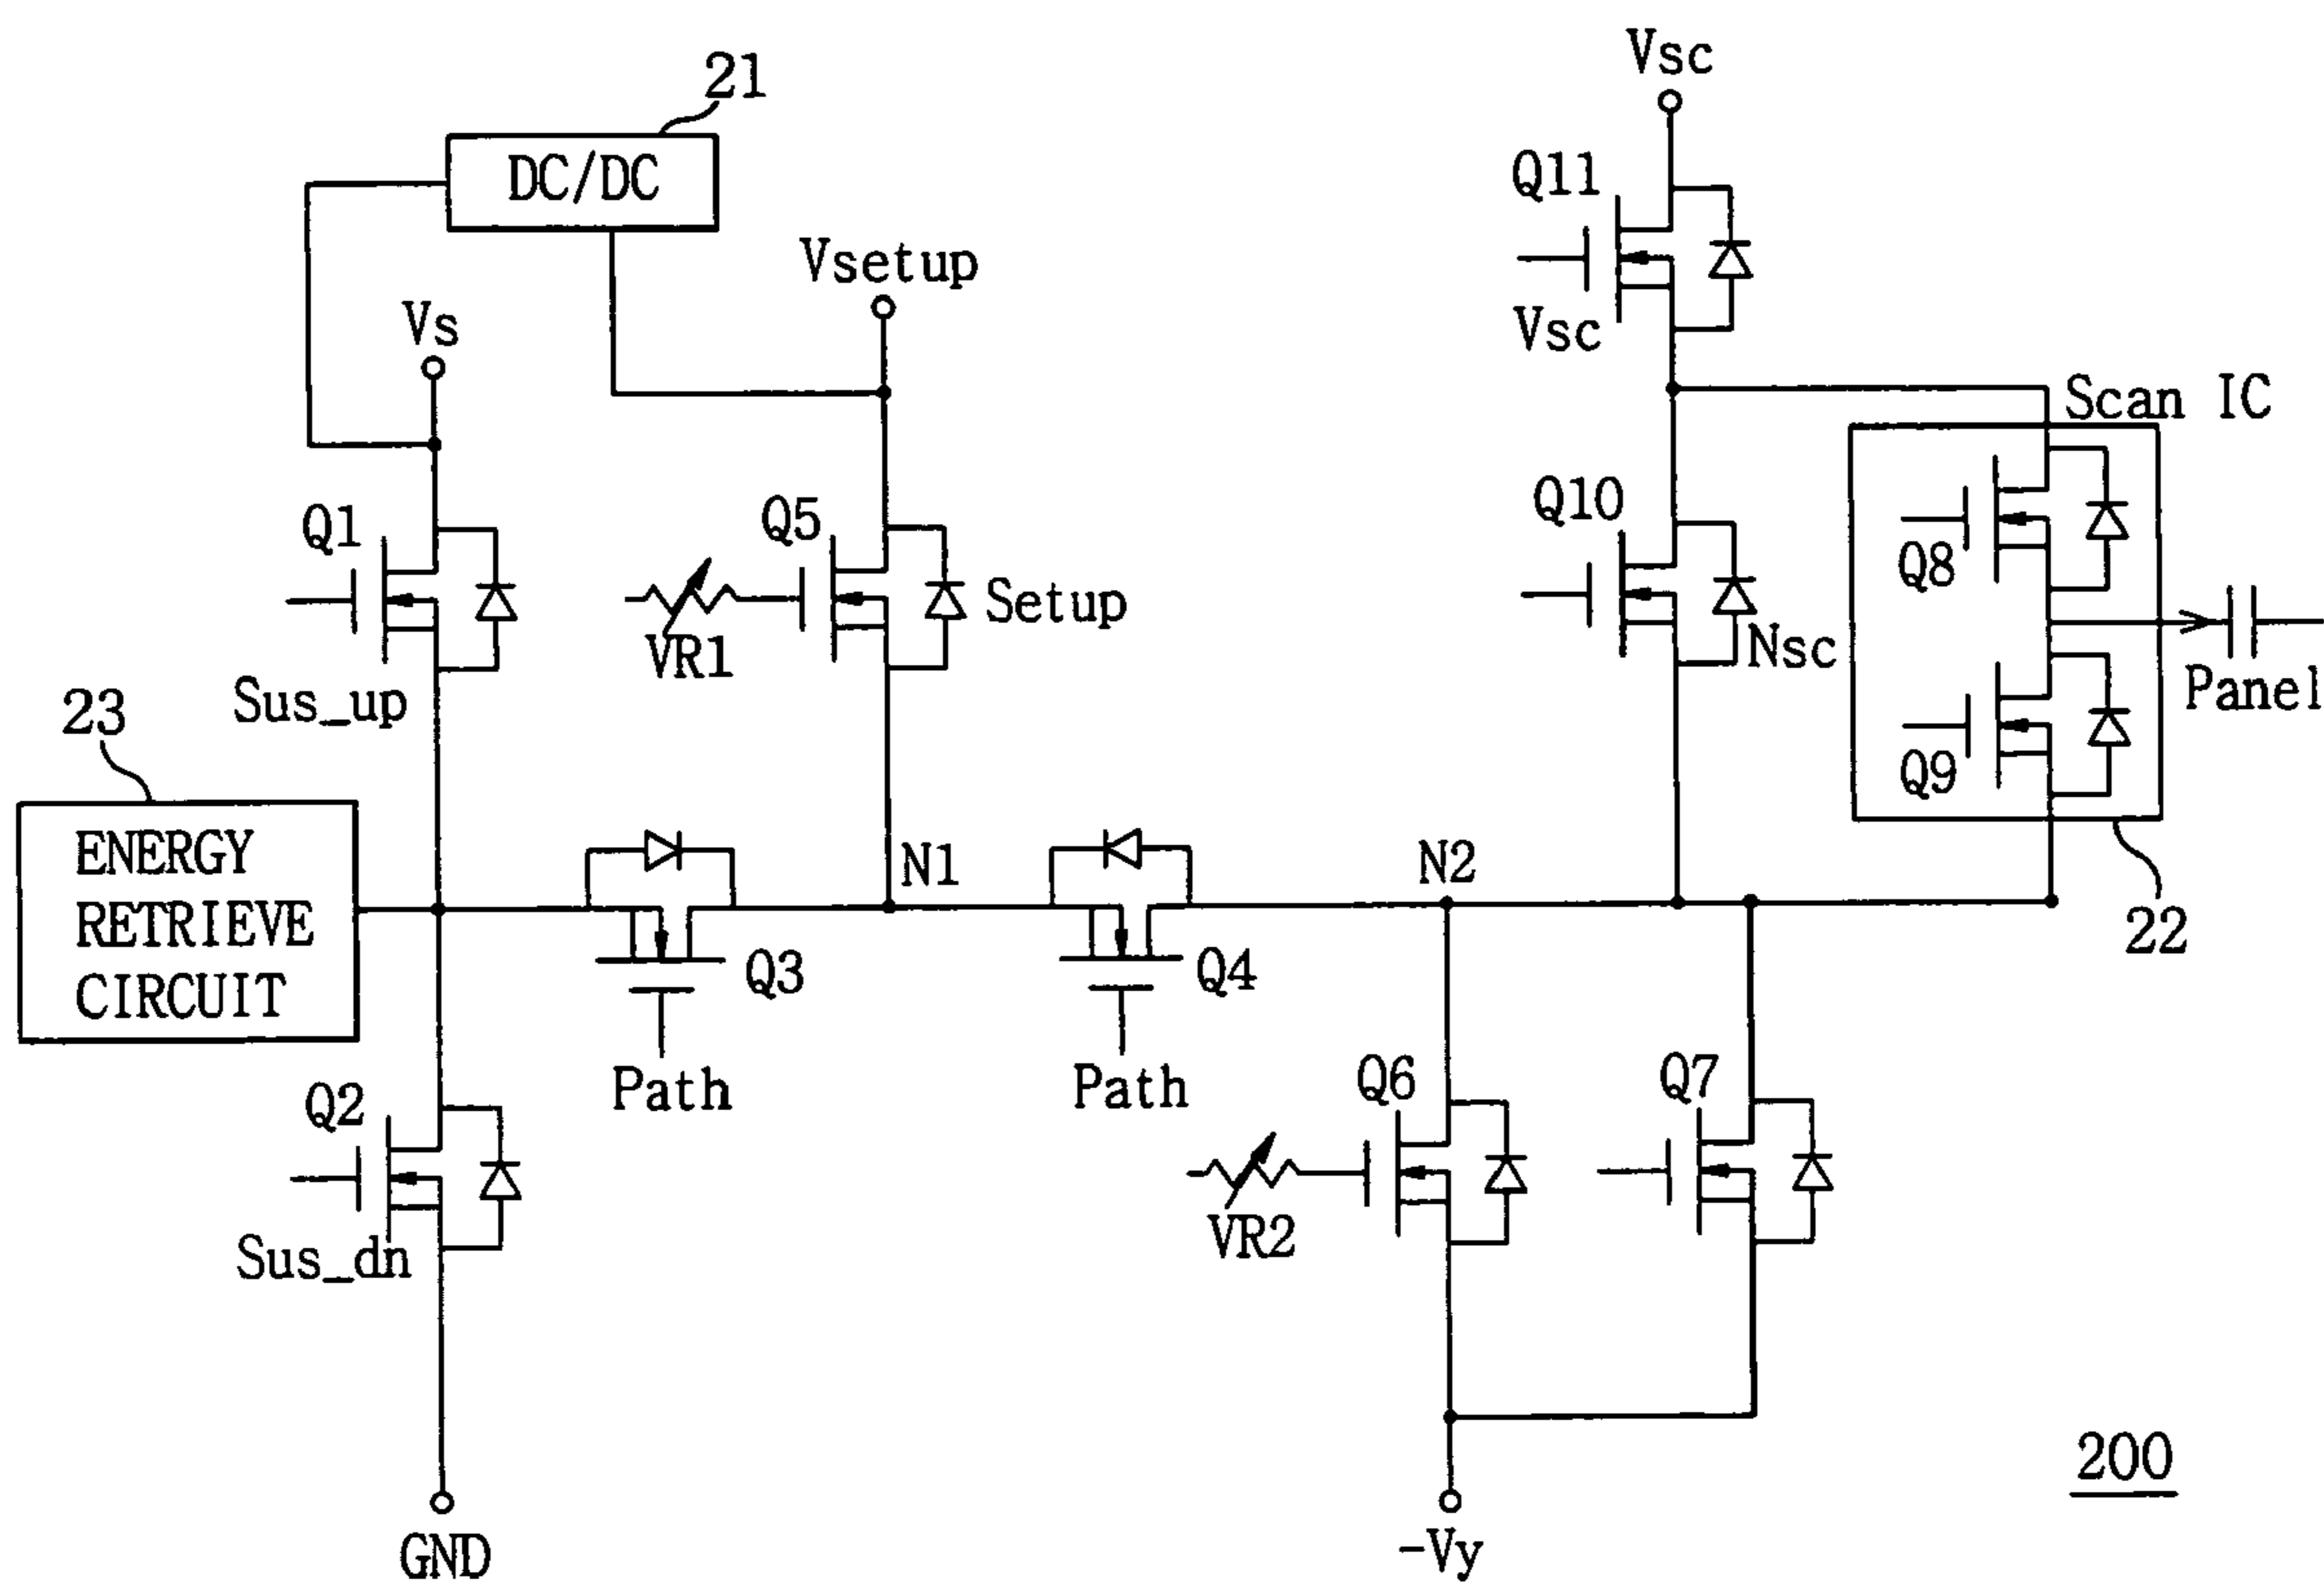 Vsc
21
DC/DC
Q11
Vsetup
Vs
Vsc
Scan IC
Q10
Q5
Q1
Q8
Setup
VR1
Nsc
Panel
Sus_up
23
Q9
ENERGY
RETRIEVE
CIRCUIT
N1
N2
22
Q3
Q4
Path
Path
Q6
Q7
Q2
VR2
Sus_dn
200
GND
-Vy